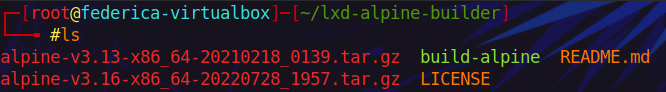 ┌─[root@federica-virtualbox]─[~/lxd-alpine-builder]
└──╼ #ls
alpine-v3.13-x86_64-20210218_0139.tar.gz  build-alpine  README.md
alpine-v3.16-x86_64-20220728_1957.tar.gz  LICENSE